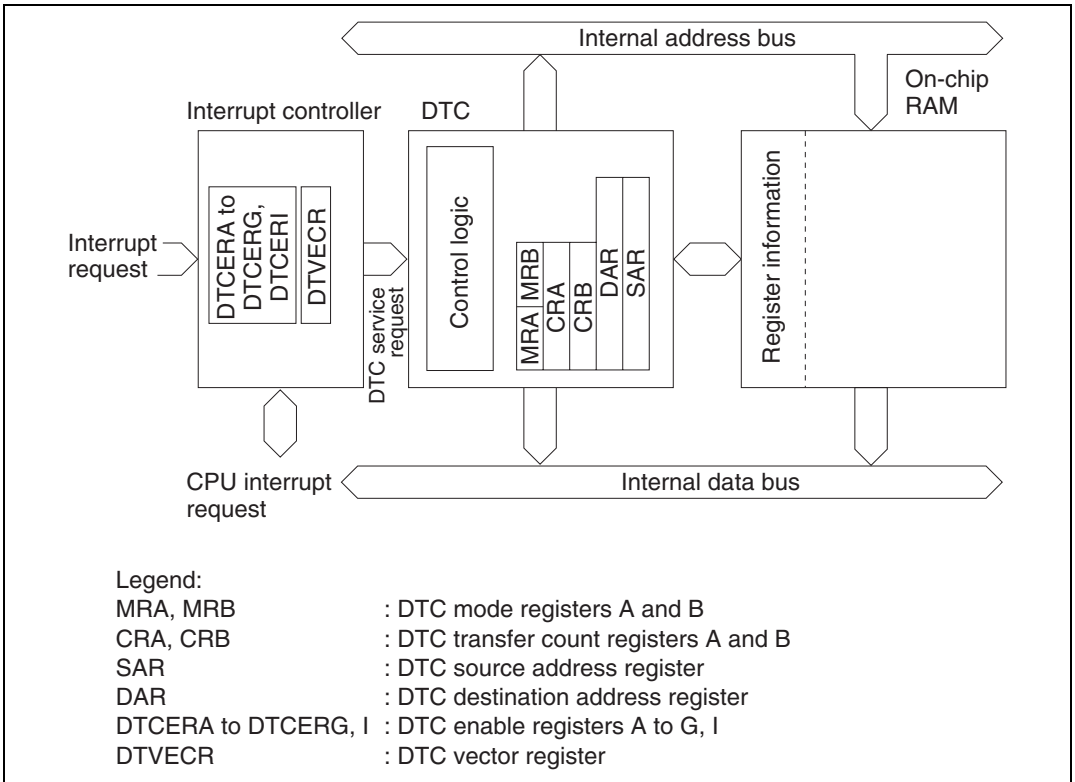 Internal address bus
On-chip
RAM
Interrupt controller
DTC
Interrupt
request
DTCERA to
DTCERG,
DTCERI
DTVECR
DTC service
request
Control logic
MRA MRB
CRA
CRB
DAR
SAR
Register information
CPU interrupt
request
Internal data bus
Legend:
MRA, MRB : DTC mode registers A and B
CRA, CRB : DTC transfer count registers A and B
SAR : DTC source address register
DAR : DTC destination address register
DTCERA to DTCERG, I : DTC enable registers A to G, I
DTVECR : DTC vector register